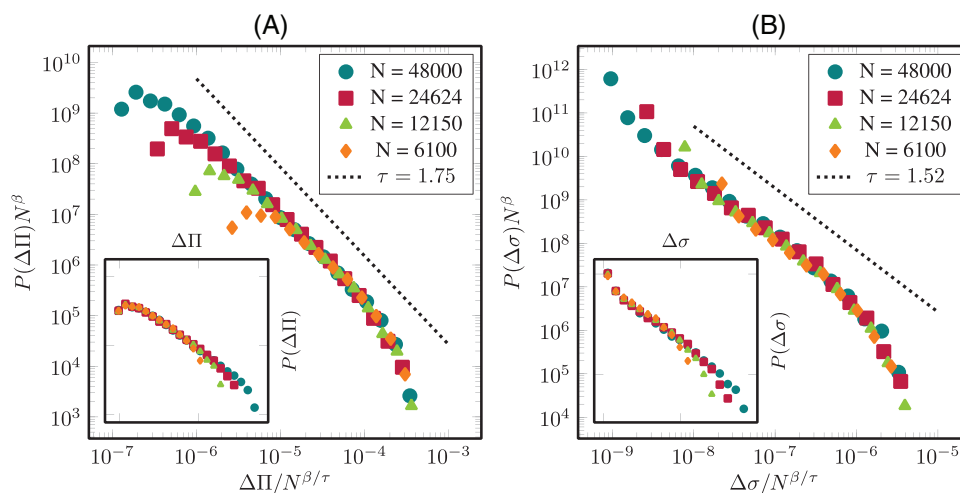 (A)
(B)
N = 48000
N = 24624
N = 12150
N = 6100
τ = 1.75
N = 48000
N = 24624
N = 12150
N = 6100
τ = 1.52
P(ΔΠ)N^β
10^10
10^9
10^8
10^7
10^6
10^5
10^4
10^3
ΔΠ
P(ΔΠ)
10^-7
10^-6
10^-5
10^-4
10^-3
ΔΠ/N^β/τ
P(Δσ)N^β
10^12
10^11
10^10
10^9
10^8
10^7
10^6
10^5
10^4
Δσ
P(Δσ)
10^-9
10^-8
10^-7
10^-6
10^-5
Δσ/N^β/τ